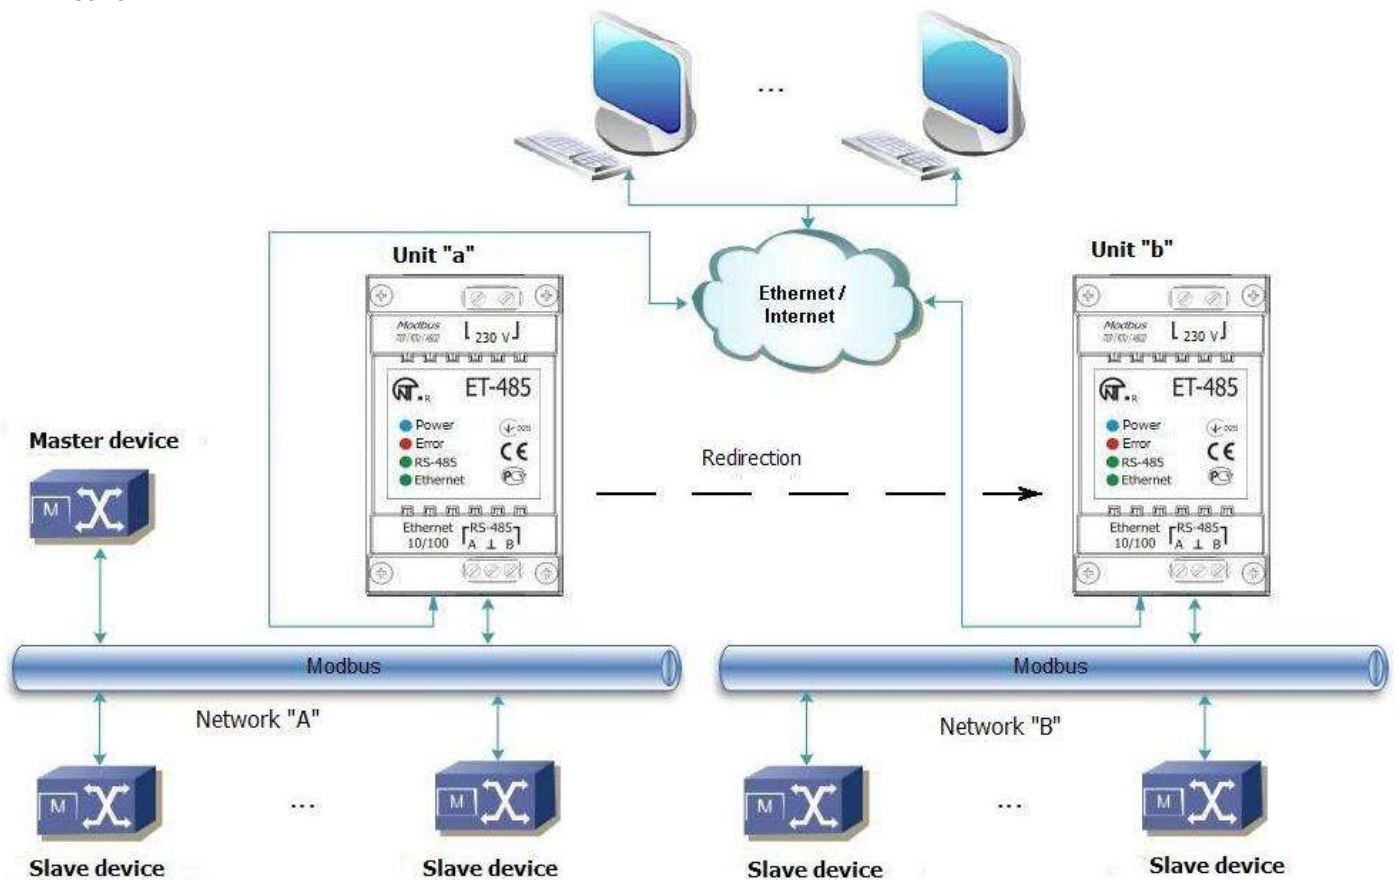 ...
Unit "a"
Unit "b"
Ethernet /
Internet
Modbus
230 V
ET-485
Power
Error
RS-485
Ethernet
CE
Ethernet
10/100
RS-485
A ⊥ B
Modbus
230 V
ET-485
Power
Error
RS-485
Ethernet
CE
Ethernet
10/100
RS-485
A ⊥ B
Master device
M
Redirection
Modbus
Modbus
Network "A"
Network "B"
M
...
M
M
...
M
Slave device
Slave device
Slave device
Slave device